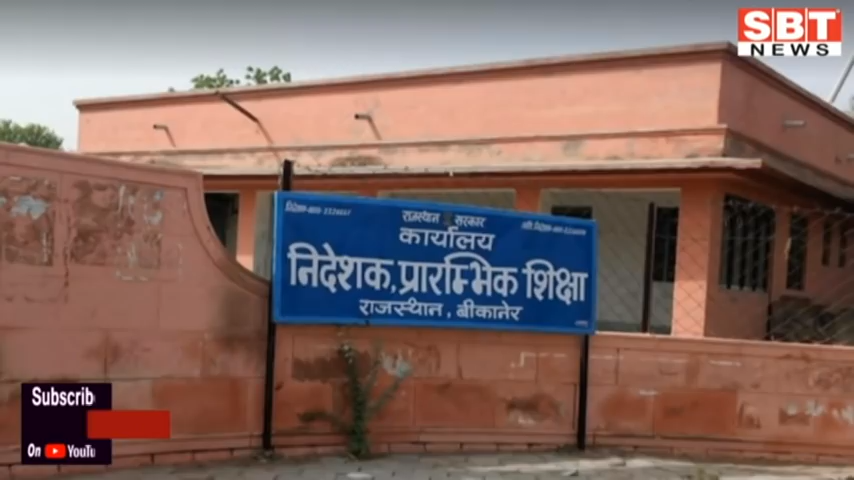 SBT
NEWS
राजस्थान सरकार
कार्यालय
निदेशक, प्रारम्भिक शिक्षा
राजस्थान, बीकानेर
Subscrib
On YouTu